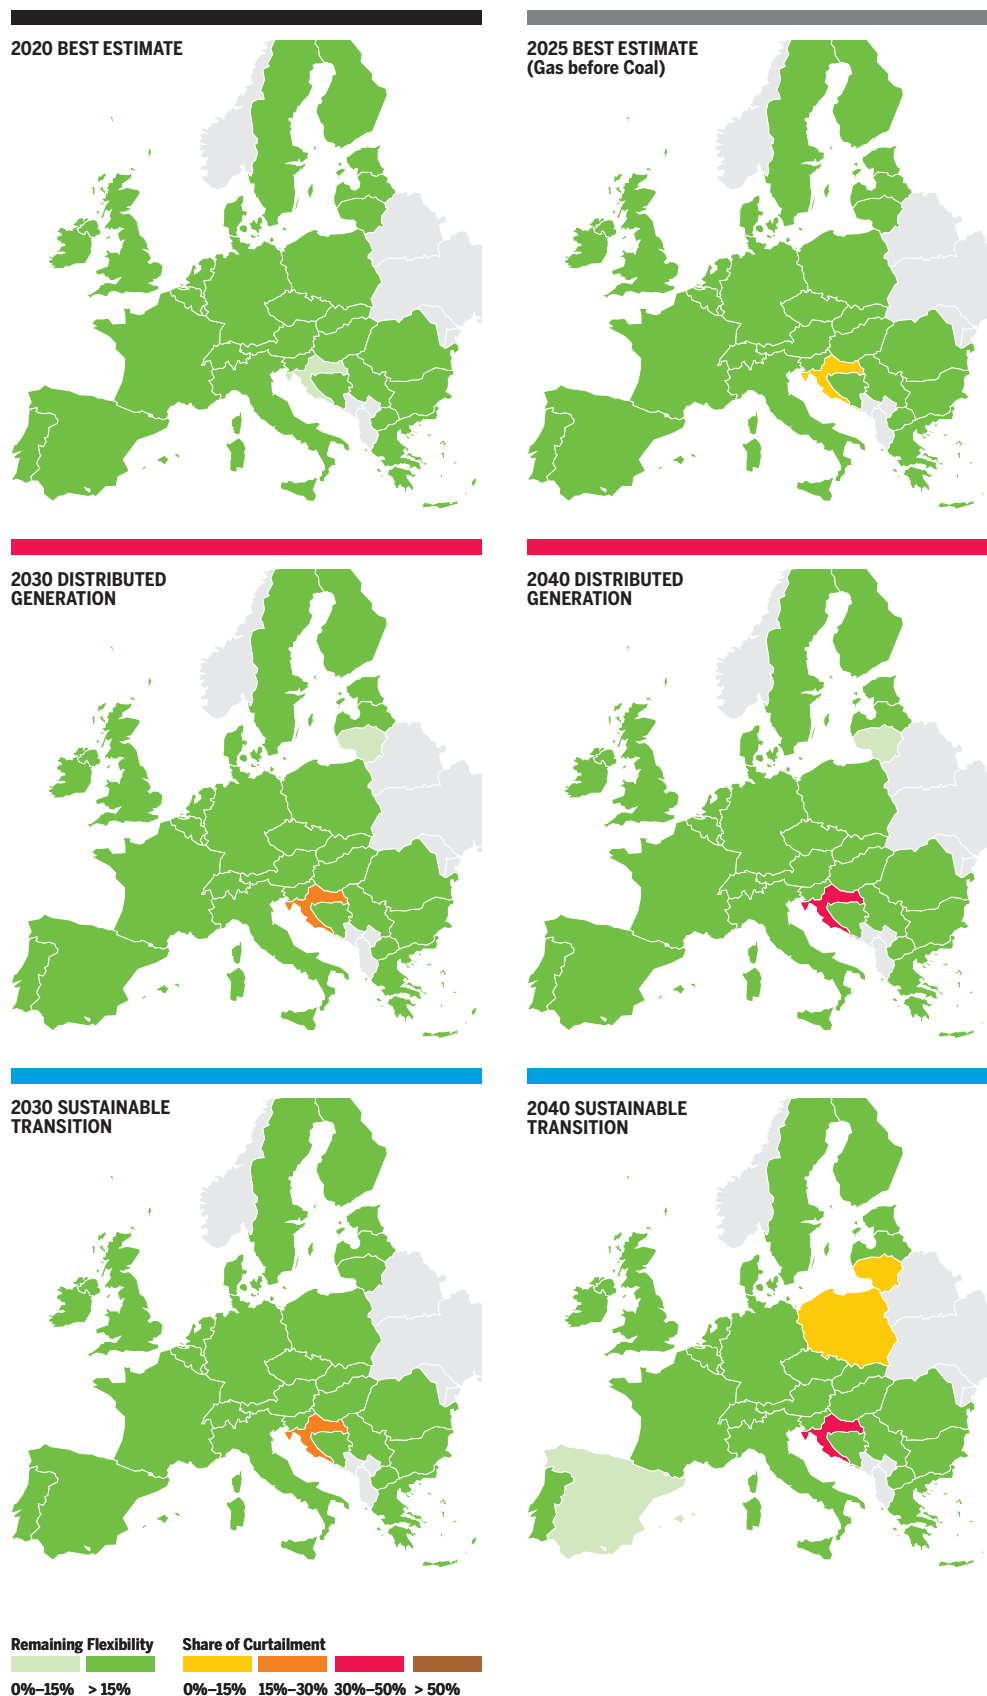 2020 BEST ESTIMATE
2025 BEST ESTIMATE
(Gas before Coal)
2030 DISTRIBUTED
GENERATION
2040 DISTRIBUTED
GENERATION
2030 SUSTAINABLE
TRANSITION
2040 SUSTAINABLE
TRANSITION
Remaining Flexibility
0%–15% > 15%
Share of Curtailment
0%–15% 15%–30% 30%–50% > 50%